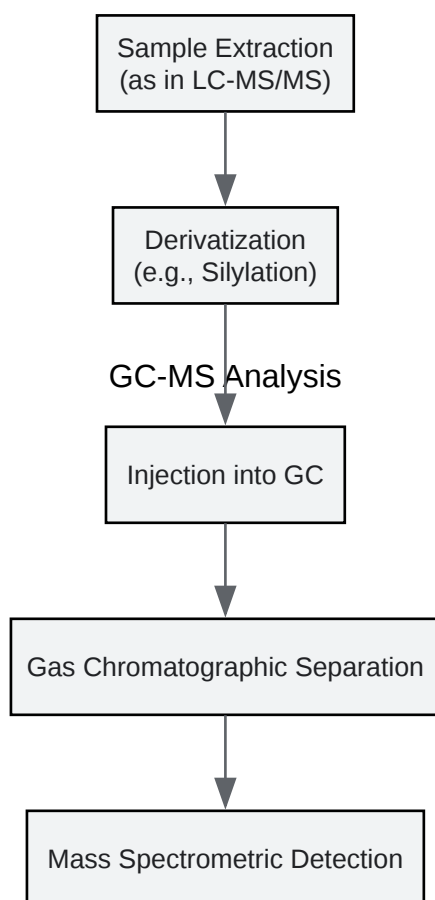 Sample Extraction
(as in LC-MS/MS)
Derivatization
(e.g., Silylation)
GC-MS Analysis
Injection into GC
Gas Chromatographic Separation
Mass Spectrometric Detection